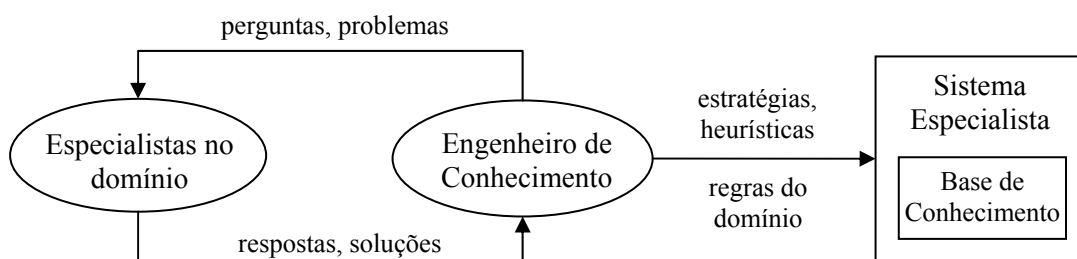 perguntas, problemas
Especialistas no
domínio
Engenheiro de
Conhecimento
respostas, soluções
estratégias,
heurísticas
regras do
domínio
Sistema
Especialista
Base de
Conhecimento